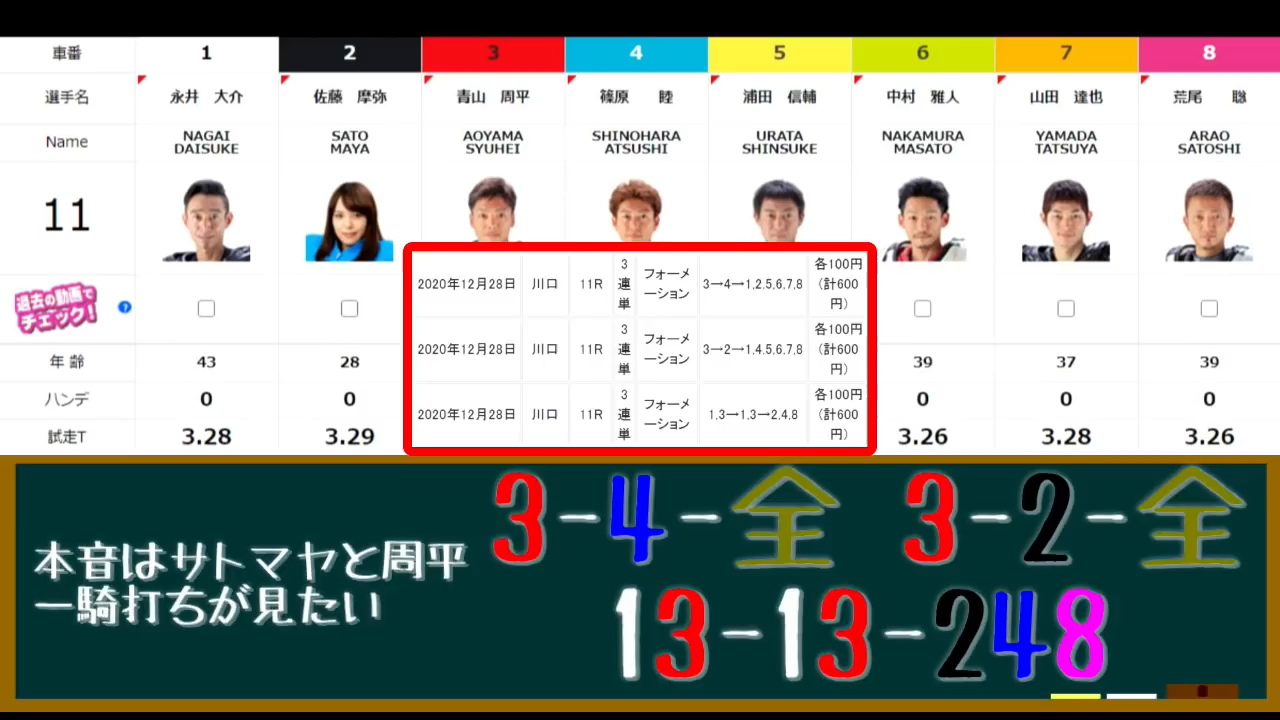 車番 1 2 3 4 5 6 7 8
選手名 永井 大介 佐藤 摩弥 青山 周平 篠原 睦 浦田 信輔 中村 雅人 山田 達也 荒尾 聡
Name NAGAI DAISUKE SATO MAYA AOYAMA SYUHEI SHINOHARA ATSUSHI URATA SHINSUKE NAKAMURA MASATO YAMADA TATSUYA ARAO SATOSHI
11
過去の動画で
チェック!
?
年齢 43 28 39 37 39
ハンデ 0 0 0 0 0
試走T 3.28 3.29 3.26 3.28 3.26
2020年12月28日 川口 11R 3連単 フォーメーション 3→4→1.2.5.6.7.8 各100円(計600円)
2020年12月28日 川口 11R 3連単 フォーメーション 3→2→1.4.5.6.7.8 各100円(計600円)
2020年12月28日 川口 11R 3連単 フォーメーション 1.3→1.3→2.4.8 各100円(計600円)
本音はサトマヤと周平
一騎打ちが見たい
3-4-全 3-2-全
13-13-248